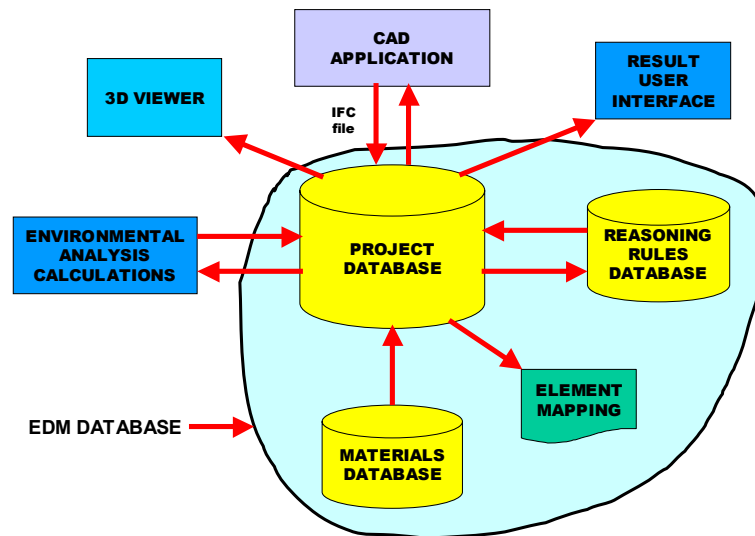 CAD
APPLICATION
RESULT
USER
INTERFACE
3D VIEWER
IFC
file
ENVIRONMENTAL
ANALYSIS
CALCULATIONS
PROJECT
DATABASE
REASONING
RULES
DATABASE
ELEMENT
MAPPING
EDM DATABASE
MATERIALS
DATABASE